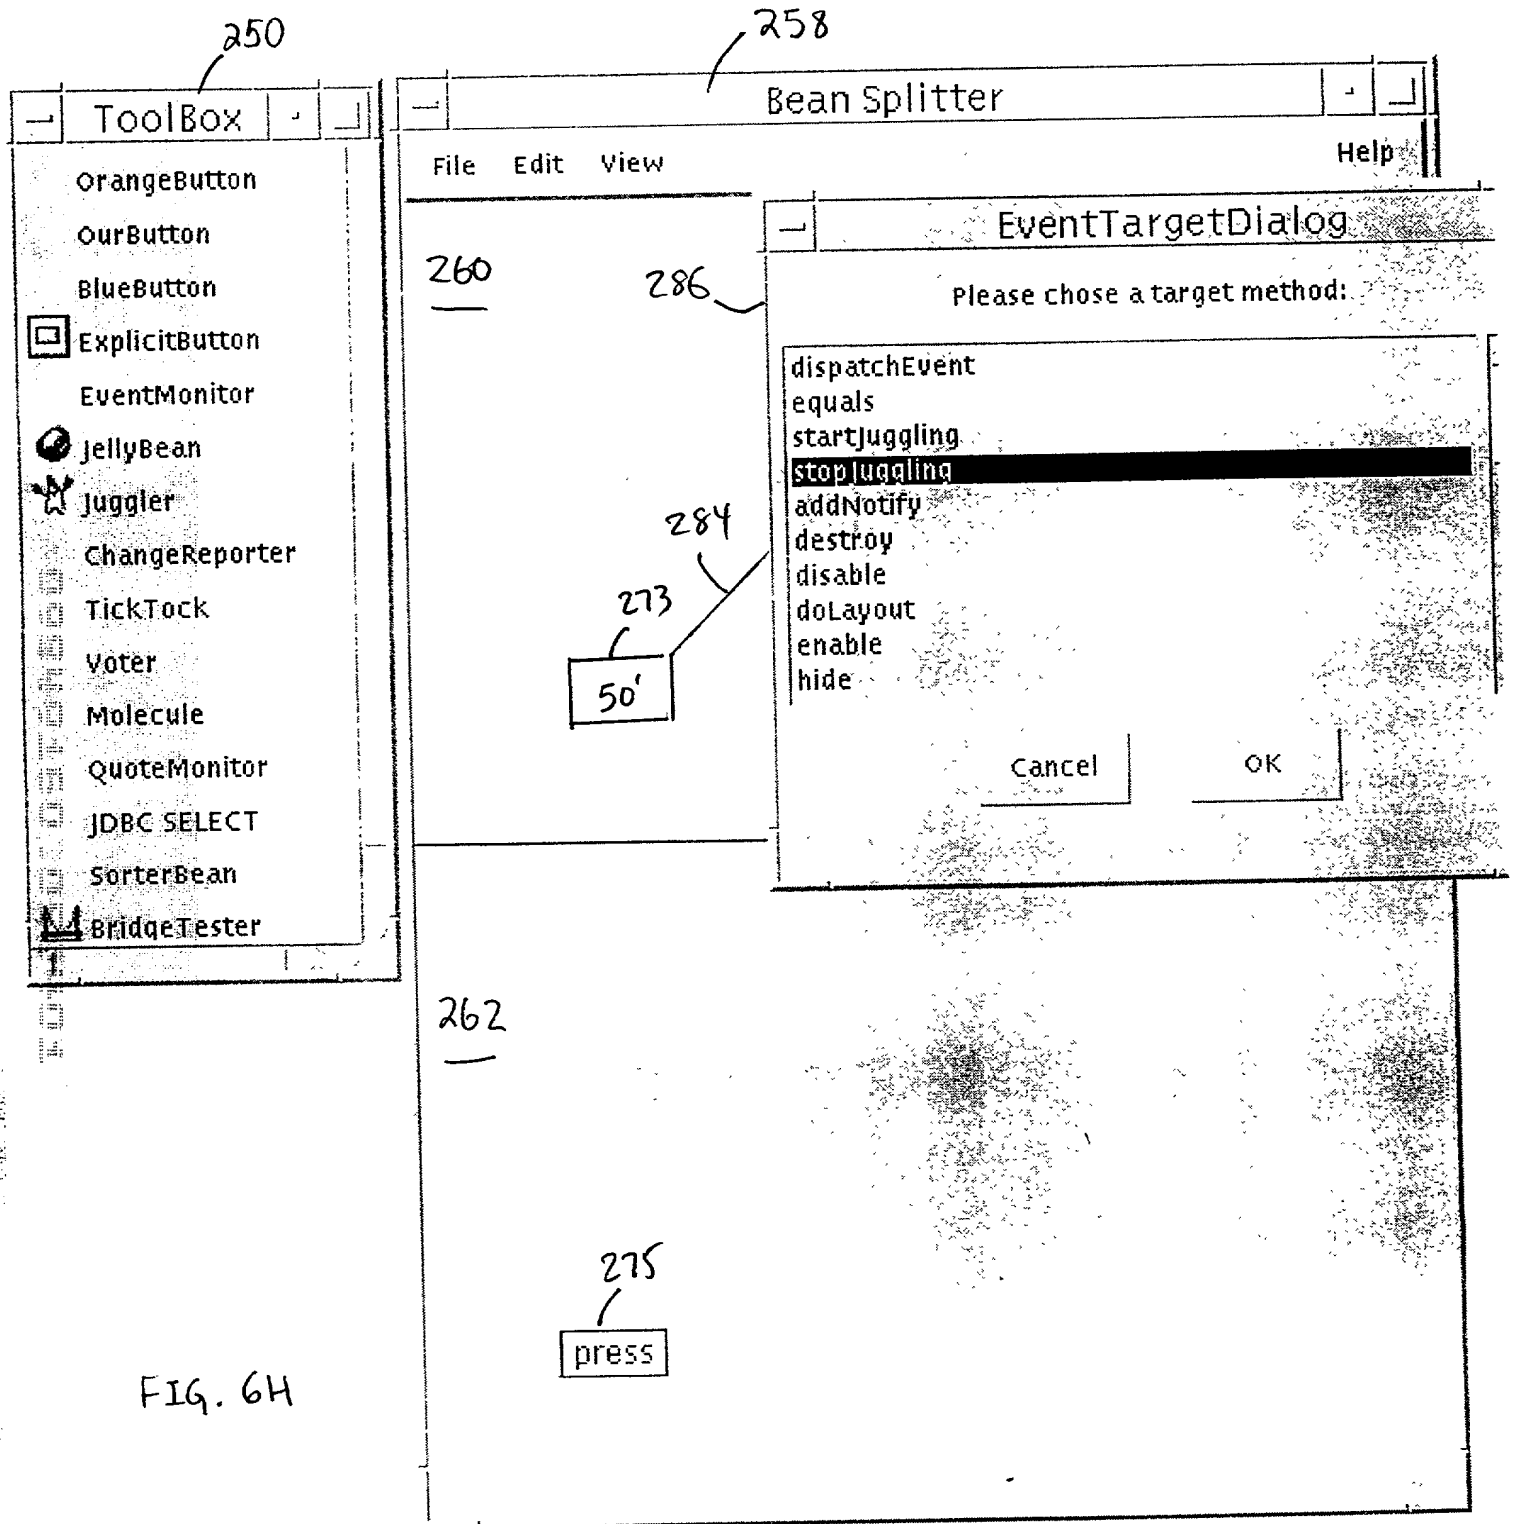 250
258
ToolBox
Bean Splitter
File Edit View
Help
OrangeButton
OurButton
BlueButton
ExplicitButton
EventMonitor
JellyBean
Juggler
ChangeReporter
TickTock
Voter
Molecule
QuoteMonitor
JDBC SELECT
SorterBean
BridgeTester
260
286
EventTargetDialog
Please chose a target method:
dispatchEvent
equals
startJuggling
stopJuggling
addNotify
destroy
disable
doLayout
enable
hide
Cancel
OK
284
273
50'
262
275
press
FIG. 6H